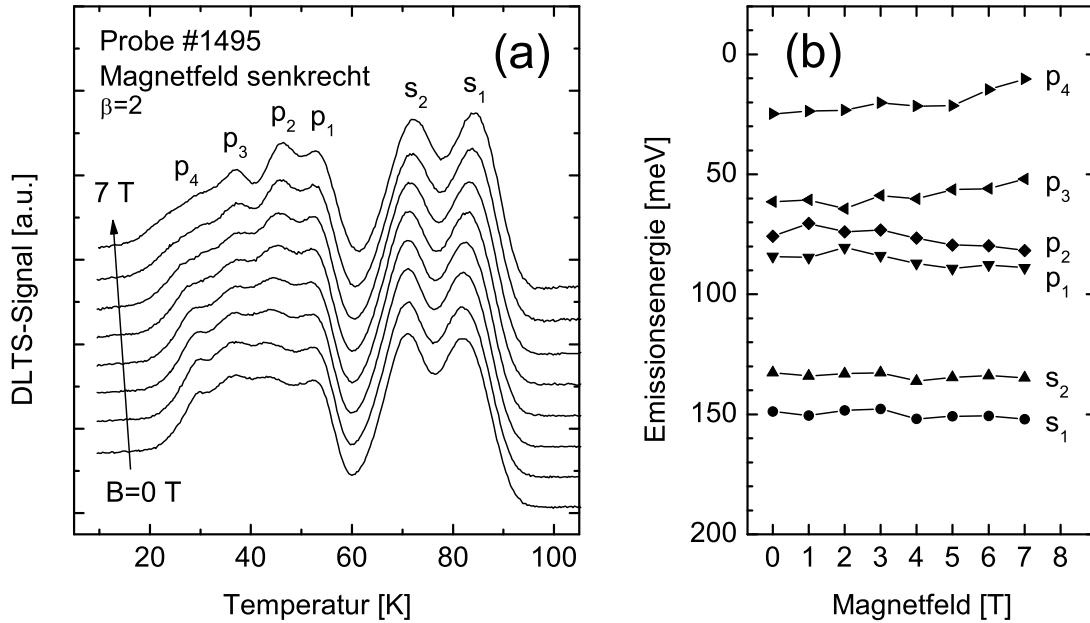 Probe #1495
Magnetfeld senkrecht
β=2
(a)
p₄
p₃
p₂
p₁
s₂
s₁
7 T
B=0 T
DLTS-Signal [a.u.]
20
40
60
80
100
Temperatur [K]
(b)
0
50
100
150
200
Emissionsenergie [meV]
p₄
p₃
p₂
p₁
s₂
s₁
0 1 2 3 4 5 6 7 8
Magnetfeld [T]